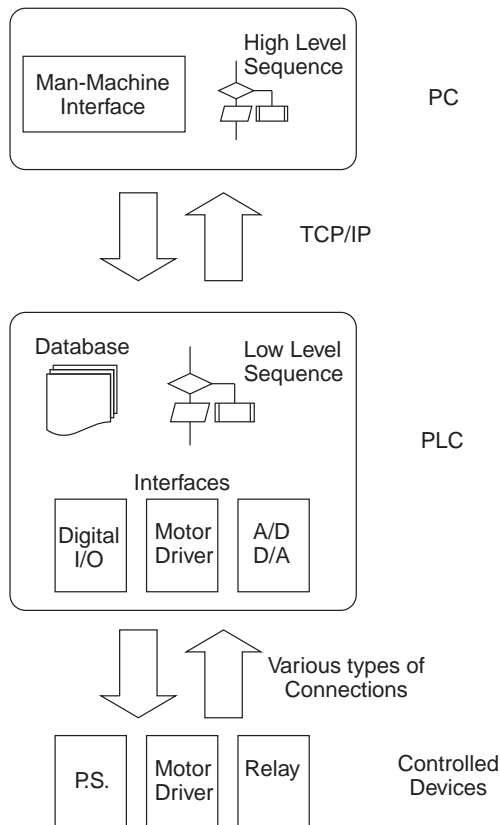 High Level
Sequence
Man-Machine
Interface
PC
TCP/IP
Database
Low Level
Sequence
PLC
Interfaces
Digital
I/O
Motor
Driver
A/D
D/A
Various types of
Connections
P.S.
Motor
Driver
Relay
Controlled
Devices